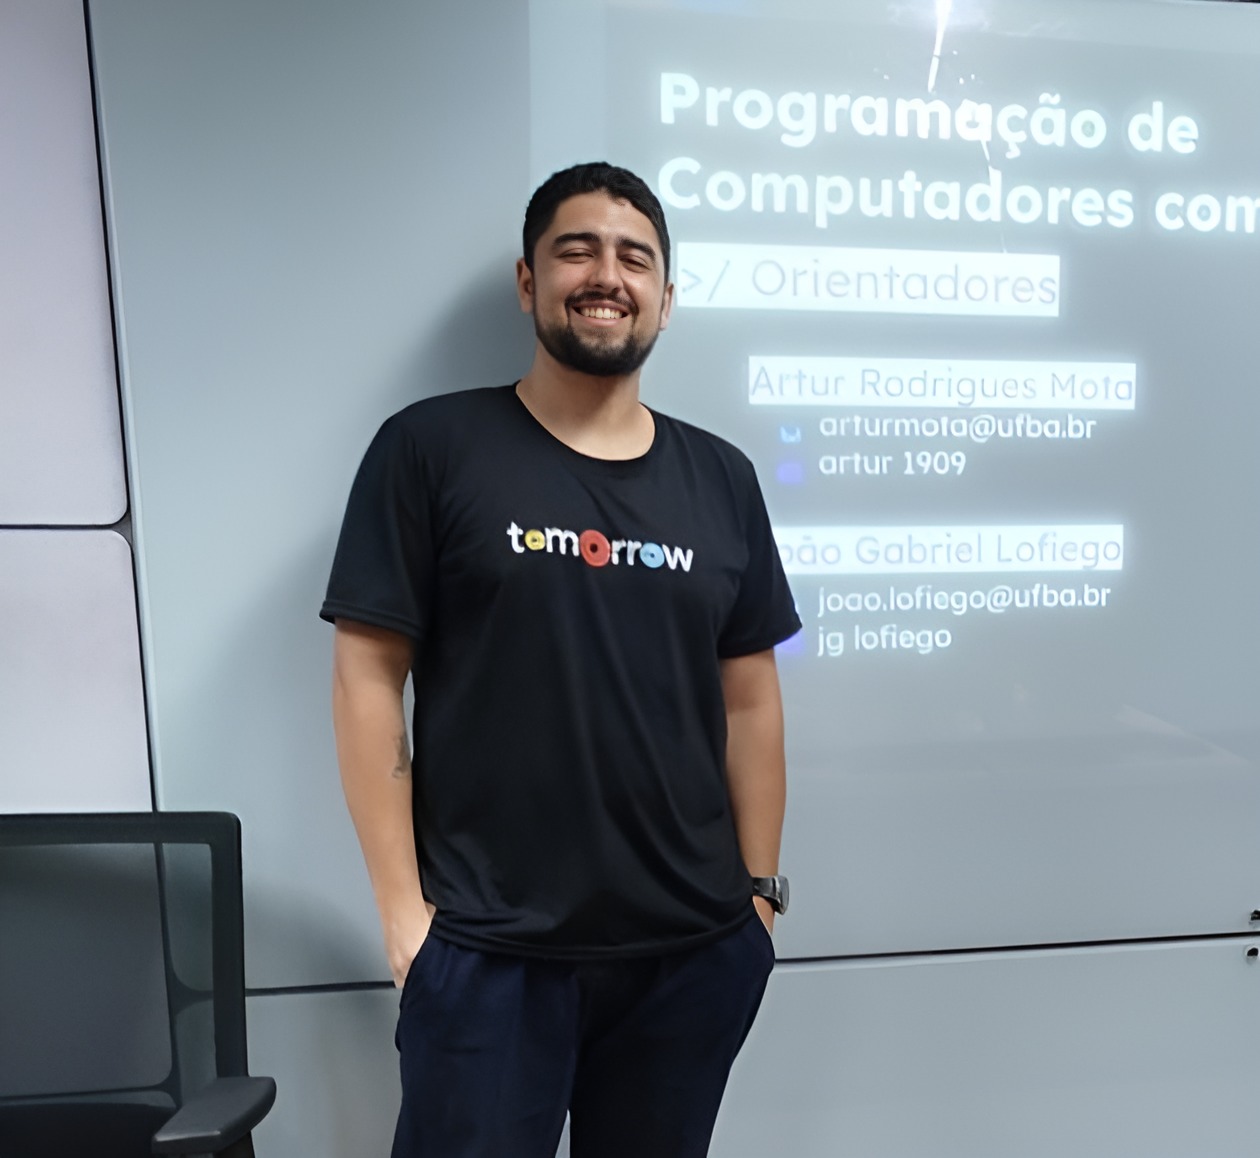 Programação de
Computadores com
>/ Orientadores
Artur Rodrigues Mota
arturmota@ufba.br
artur 1909
Gabriel Lofiego
joao.lofiego@ufba.br
jg lofiego
tomorrow